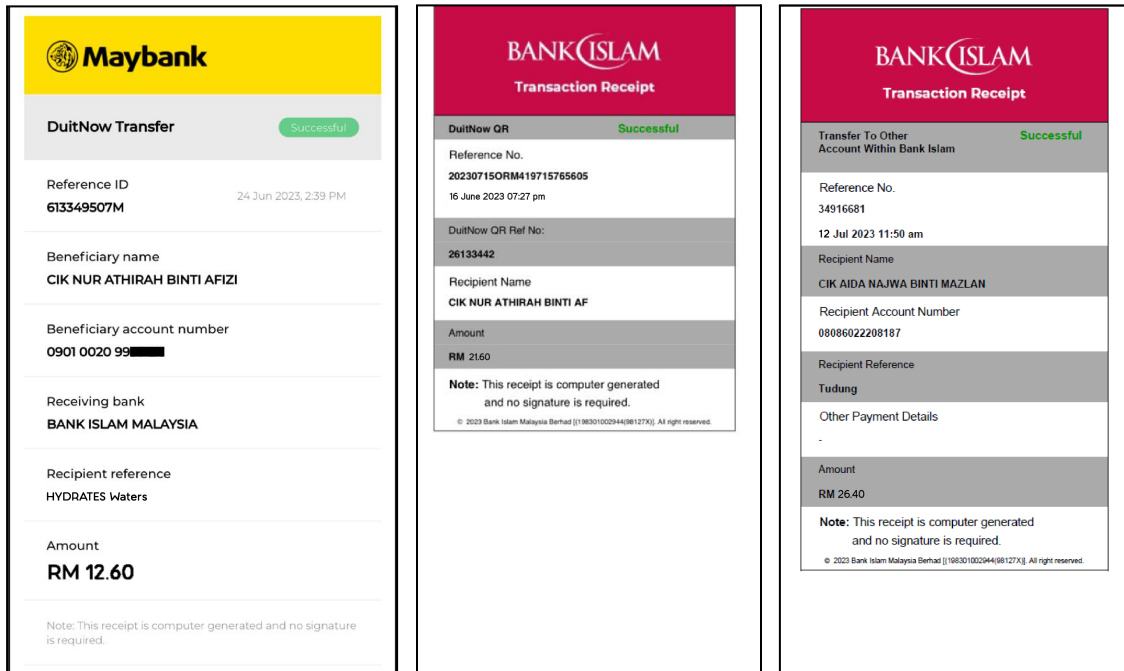 Maybank
DuitNow Transfer
Successful
Reference ID
613349507M
24 Jun 2023, 2:39 PM
Beneficiary name
CIK NUR ATHIRAH BINTI AFIZI
Beneficiary account number
0901 0020 99
Receiving bank
BANK ISLAM MALAYSIA
Recipient reference
HYDRATES Waters
Amount
RM 12.60
Note: This receipt is computer generated and no signature
is required.
BANK ISLAM
Transaction Receipt
DuitNow QR
Successful
Reference No.
20230715ORM419715765605
16 June 2023 07:27 pm
DuitNow QR Ref No:
26133442
Recipient Name
CIK NUR ATHIRAH BINTI AF
Amount
RM 21.60
Note: This receipt is computer generated
and no signature is required.
© 2023 Bank Islam Malaysia Berhad [(198301002944(98127X)]. All right reserved.
BANK ISLAM
Transaction Receipt
Transfer To Other
Account Within Bank Islam
Successful
Reference No.
34916681
12 Jul 2023 11:50 am
Recipient Name
CIK AIDA NAJWA BINTI MAZLAN
Recipient Account Number
08086022208187
Recipient Reference
Tudung
Other Payment Details
-
Amount
RM 26.40
Note: This receipt is computer generated
and no signature is required.
© 2023 Bank Islam Malaysia Berhad [(198301002944(98127X)]. All right reserved.